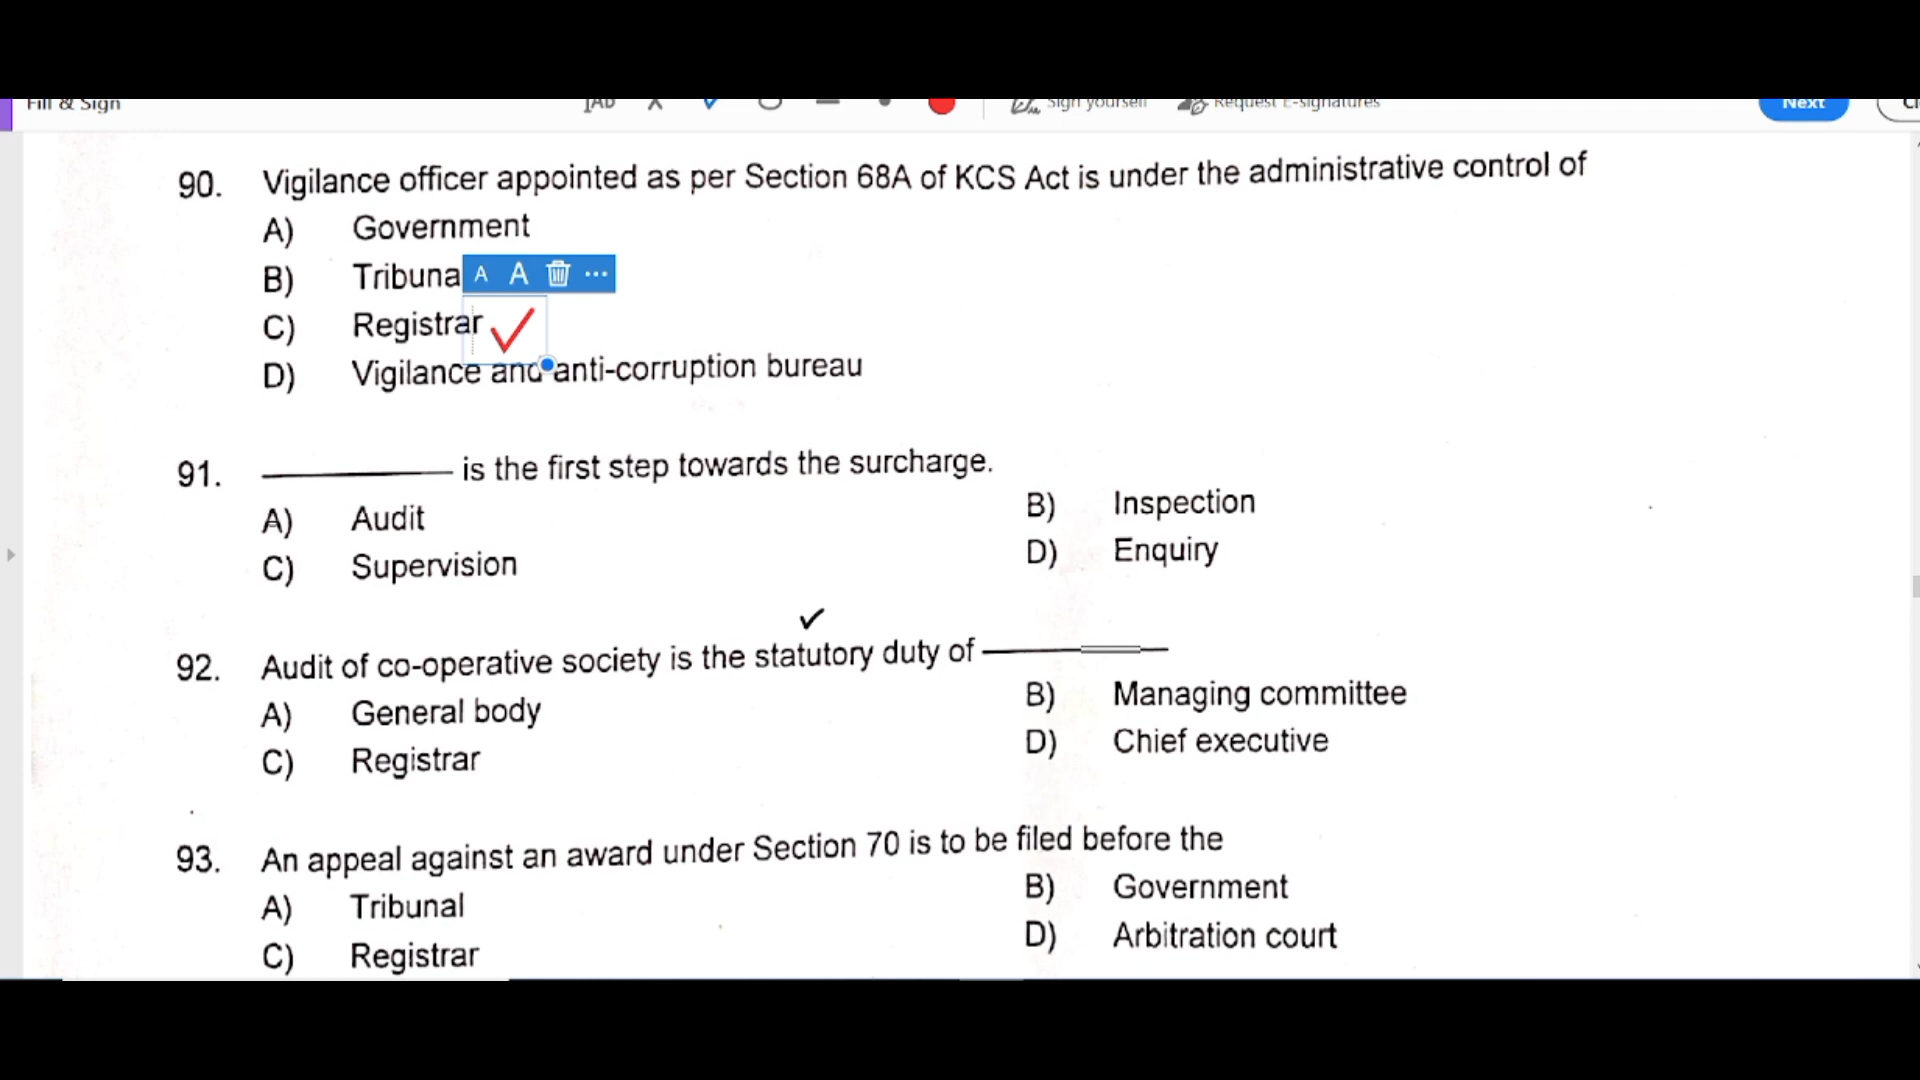 Fill & Sign Sign yourself Request E-signatures Next
90. Vigilance officer appointed as per Section 68A of KCS Act is under the administrative control of
A) Government
B) Tribuna A A
C) Registrar
D) Vigilance and anti-corruption bureau
91. is the first step towards the surcharge.
A) Audit B) Inspection
C) Supervision D) Enquiry
92. Audit of co-operative society is the statutory duty of
A) General body B) Managing committee
C) Registrar D) Chief executive
93. An appeal against an award under Section 70 is to be filed before the
A) Tribunal B) Government
C) Registrar D) Arbitration court